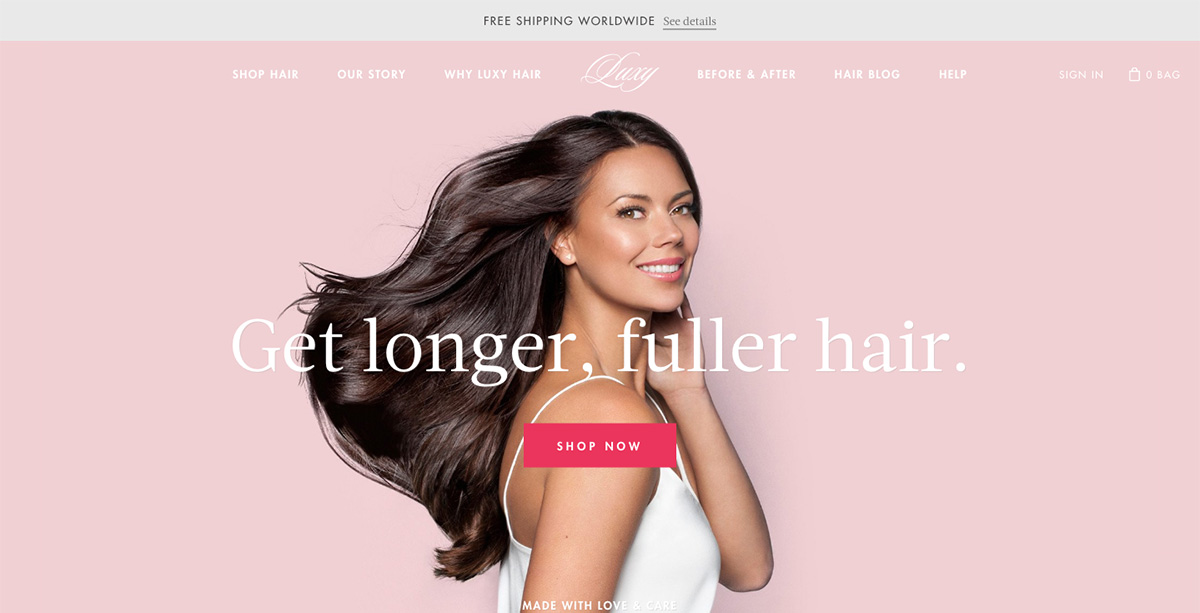 FREE SHIPPING WORLDWIDE See details
SHOP HAIR OUR STORY WHY LUXY HAIR Luxy BEFORE & AFTER HAIR BLOG HELP SIGN IN 0 BAG
Get longer, fuller hair.
SHOP NOW
MADE WITH LOVE & CARE